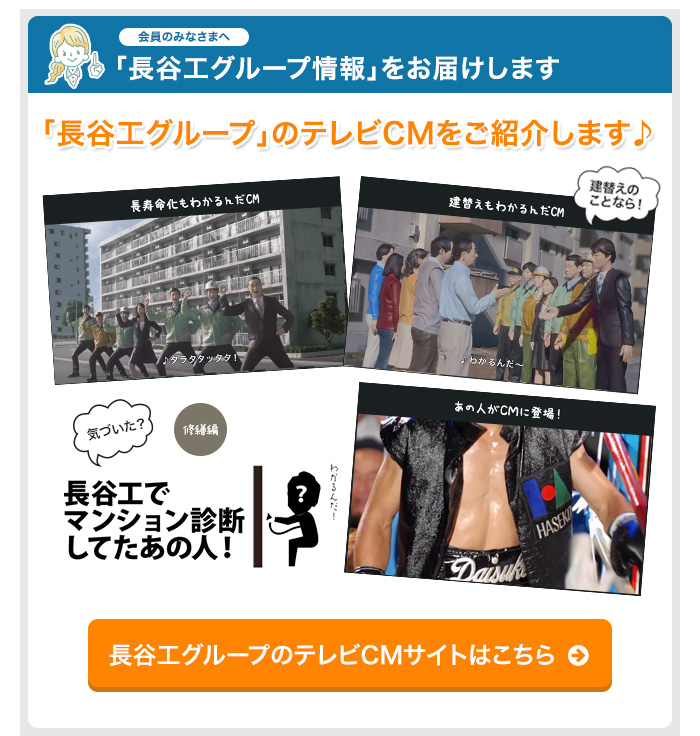 会員のみなさまへ
「長谷工グループ情報」をお届けします
「長谷工グループ」のテレビCMをご紹介します♪
長寿命化もわかるんだCM
♪タラタタッタタ！
建替えの
ことなら！
建替えもわかるんだCM
♪わかるんだ～
気づいた？
修繕編
長谷工で
マンション診断
してたあの人！
？
わかるんだ！
あの人がCMに登場！
HASEKO
Daisuke
長谷工グループのテレビCMサイトはこちら